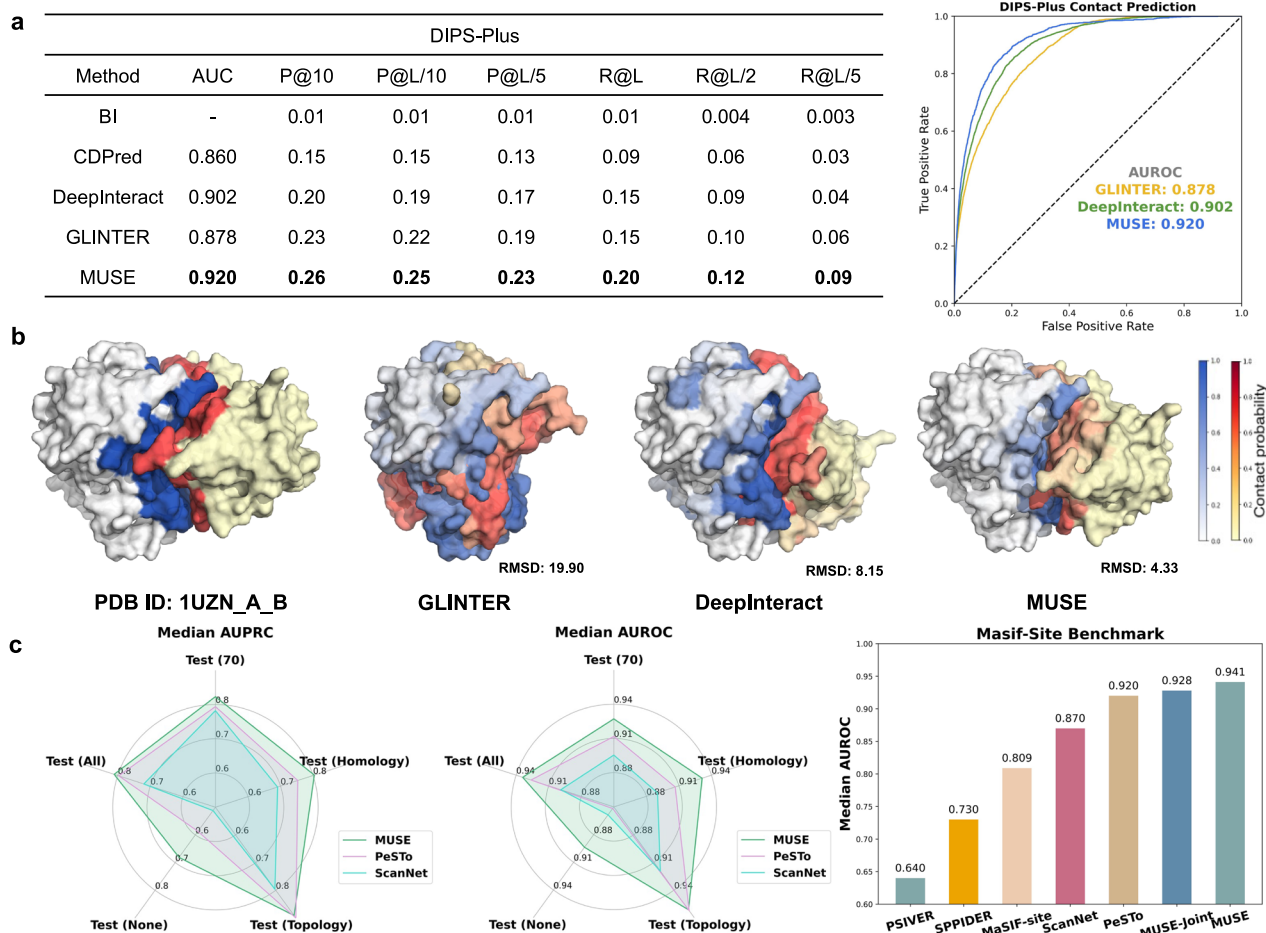 a
DIPS-Plus
Method AUC P@10 P@L/10 P@L/5 R@L R@L/2 R@L/5
BI - 0.01 0.01 0.01 0.01 0.004 0.003
CDPred 0.860 0.15 0.15 0.13 0.09 0.06 0.03
DeepInteract 0.902 0.20 0.19 0.17 0.15 0.09 0.04
GLINTER 0.878 0.23 0.22 0.19 0.15 0.10 0.06
MUSE 0.920 0.26 0.25 0.23 0.20 0.12 0.09
DIPS-Plus Contact Prediction
1.0
0.8
0.6
0.4
0.2
0.0
True Positive Rate
AUROC
GLINTER: 0.878
DeepInteract: 0.902
MUSE: 0.920
0.0 0.2 0.4 0.6 0.8 1.0
False Positive Rate
b
1.0 1.0
0.8 0.8
0.6 0.6
0.4 0.4
0.2 0.2
0.0 0.0
Contact probability
RMSD: 19.90
RMSD: 8.15
RMSD: 4.33
PDB ID: 1UZN_A_B
GLINTER
DeepInteract
MUSE
c
Median AUPRC
Test (70)
Test (All)
Test (Homology)
Test (None)
Test (Topology)
0.8
0.7
0.6
0.8
0.7
0.6
0.6
0.7
0.8
0.6
0.7
0.8
0.6
0.7
0.8
MUSE
PeSTo
ScanNet
Median AUROC
Test (70)
Test (All)
Test (Homology)
Test (None)
Test (Topology)
0.94
0.91
0.88
0.94
0.91
0.88
0.88
0.91
0.94
0.88
0.91
0.94
0.88
0.91
0.94
MUSE
PeSTo
ScanNet
Masif-Site Benchmark
Median AUROC
1.00
0.95
0.90
0.85
0.80
0.75
0.70
0.65
0.60
0.640
0.730
0.809
0.870
0.920
0.928
0.941
PSIVER
SPPIDER
MaSIF-site
ScanNet
PeSTo
MUSE-Joint
MUSE